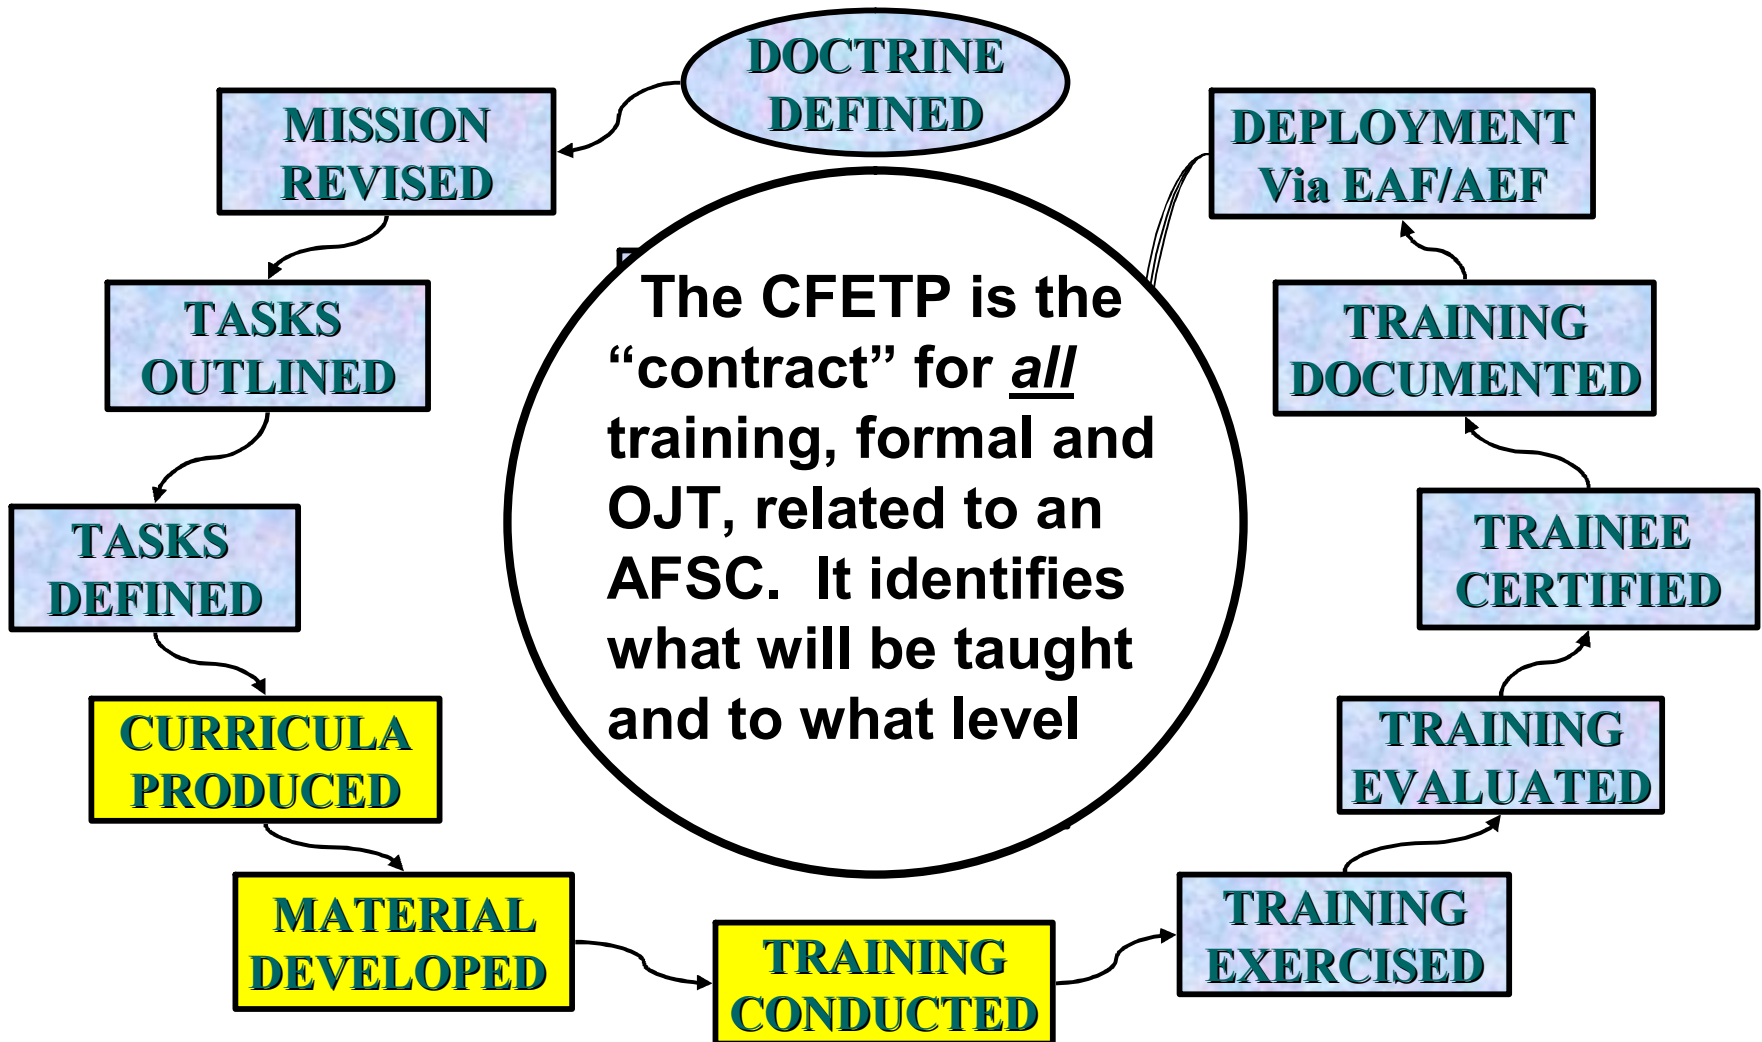 DOCTRINE
DEFINED
MISSION
REVISED
TASKS
OUTLINED
TASKS
DEFINED
CURRICULA
PRODUCED
MATERIAL
DEVELOPED
TRAINING
CONDUCTED
TRAINING
EXERCISED
TRAINING
EVALUATED
TRAINEE
CERTIFIED
TRAINING
DOCUMENTED
DEPLOYMENT
Via EAF/AEF
The CFETP is the
“contract” for all
training, formal and
OJT, related to an
AFSC.  It identifies
what will be taught
and to what level